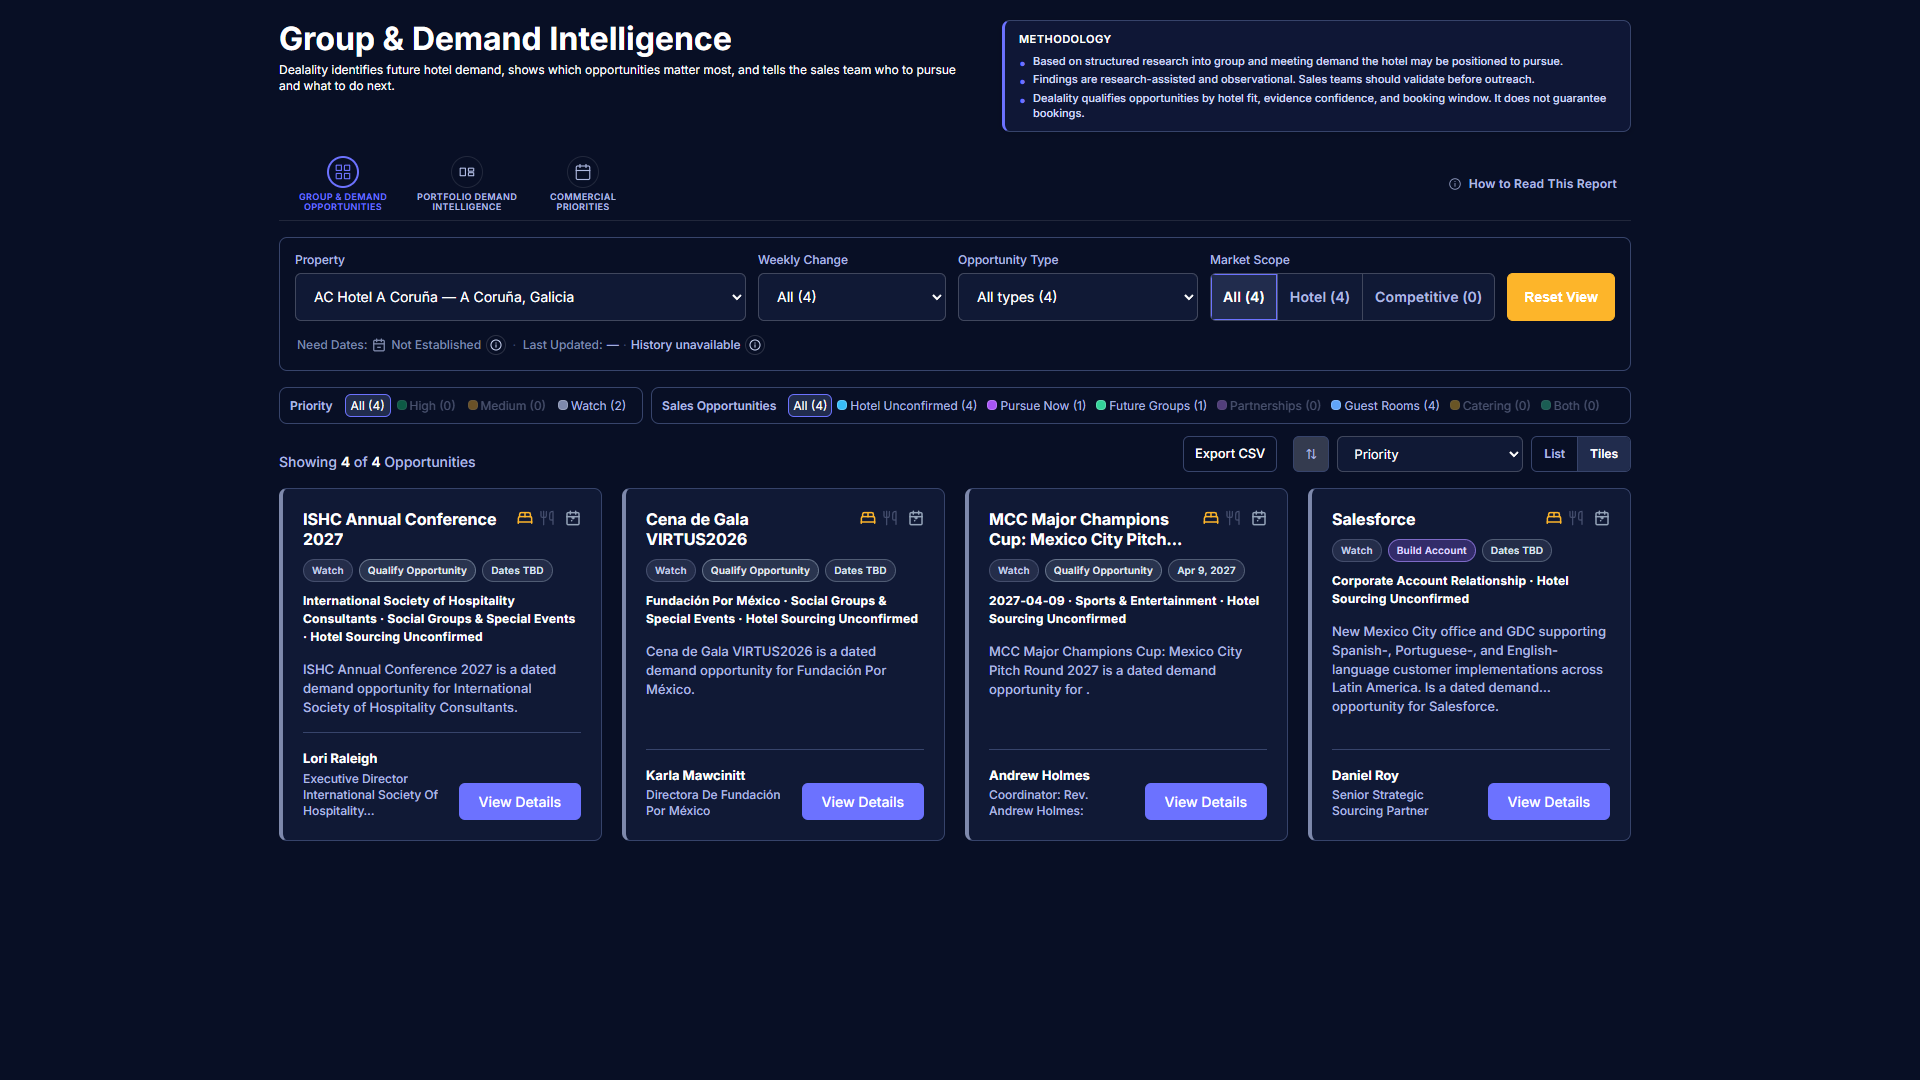 Group & Demand Intelligence
Dealality identifies future hotel demand, shows which opportunities matter most, and tells the sales team who to pursue
and what to do next.
METHODOLOGY
Based on structured research into group and meeting demand the hotel may be positioned to pursue.
Findings are research-assisted and observational. Sales teams should validate before outreach.
Dealality qualifies opportunities by hotel fit, evidence confidence, and booking window. It does not guarantee
bookings.
GROUP & DEMAND
OPPORTUNITIES
PORTFOLIO DEMAND
INTELLIGENCE
COMMERCIAL
PRIORITIES
How to Read This Report
Property
Weekly Change
Opportunity Type
Market Scope
AC Hotel A Coruña — A Coruña, Galicia
All (4)
All types (4)
All (4)
Hotel (4)
Competitive (0)
Reset View
Need Dates: Not Established · Last Updated: — · History unavailable
Priority All (4) High (0) Medium (0) Watch (2)
Sales Opportunities All (4) Hotel Unconfirmed (4) Pursue Now (1) Future Groups (1) Partnerships (0) Guest Rooms (4) Catering (0) Both (0)
Showing 4 of 4 Opportunities
Export CSV
Priority
List
Tiles
ISHC Annual Conference
2027
Watch
Qualify Opportunity
Dates TBD
International Society of Hospitality
Consultants · Social Groups & Special Events
· Hotel Sourcing Unconfirmed
ISHC Annual Conference 2027 is a dated
demand opportunity for International
Society of Hospitality Consultants.
Lori Raleigh
Executive Director
International Society Of
Hospitality...
View Details
Cena de Gala
VIRTUS2026
Watch
Qualify Opportunity
Dates TBD
Fundación Por México · Social Groups &
Special Events · Hotel Sourcing Unconfirmed
Cena de Gala VIRTUS2026 is a dated
demand opportunity for Fundación Por
México.
Karla Mawcinitt
Directora De Fundación
Por México
View Details
MCC Major Champions
Cup: Mexico City Pitch...
Watch
Qualify Opportunity
Apr 9, 2027
2027-04-09 · Sports & Entertainment · Hotel
Sourcing Unconfirmed
MCC Major Champions Cup: Mexico City
Pitch Round 2027 is a dated demand
opportunity for .
Andrew Holmes
Coordinator: Rev.
Andrew Holmes:
View Details
Salesforce
Watch
Build Account
Dates TBD
Corporate Account Relationship · Hotel
Sourcing Unconfirmed
New Mexico City office and GDC supporting
Spanish-, Portuguese-, and English-
language customer implementations across
Latin America. Is a dated demand...
opportunity for Salesforce.
Daniel Roy
Senior Strategic
Sourcing Partner
View Details